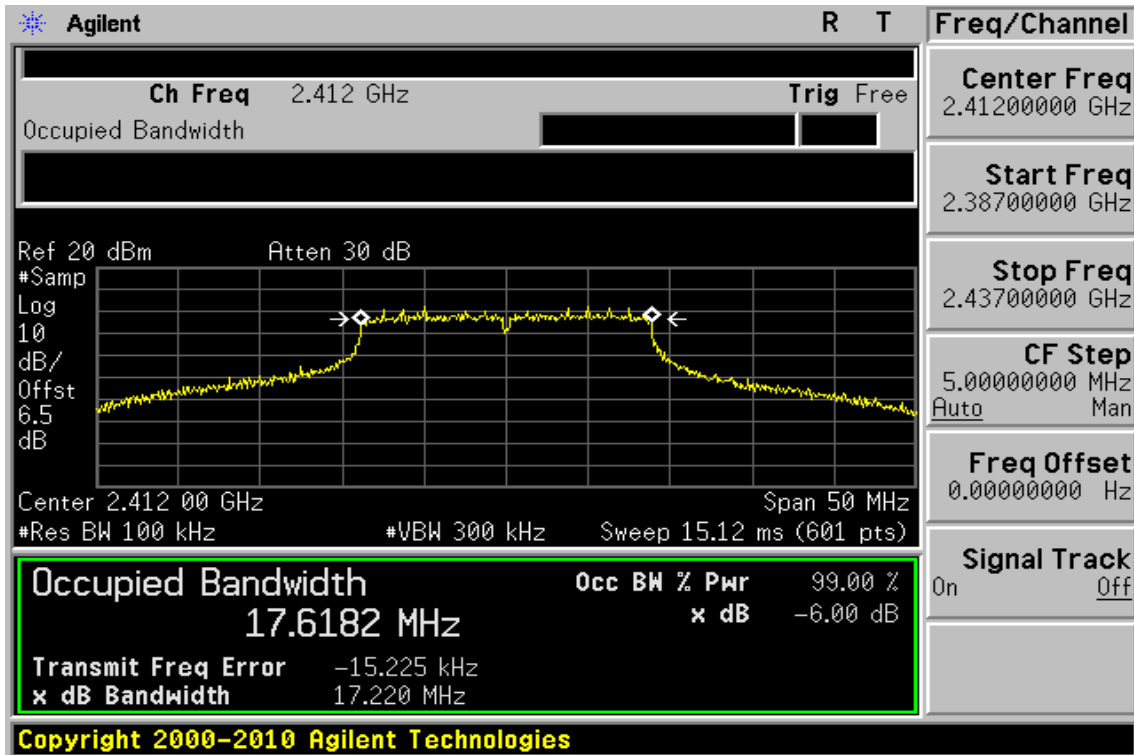 Agilent R T
Ch Freq 2.412 GHz Trig Free
Occupied Bandwidth
Ref 20 dBm Atten 30 dB
#Samp
Log
10
dB/
Offst
6.5
dB
Center 2.412 00 GHz Span 50 MHz
#Res BW 100 kHz #VBW 300 kHz Sweep 15.12 ms (601 pts)
Occupied Bandwidth
17.6182 MHz
Occ BW % Pwr 99.00 %
x dB -6.00 dB
Transmit Freq Error -15.225 kHz
x dB Bandwidth 17.220 MHz
Freq/Channel
Center Freq
2.41200000 GHz
Start Freq
2.38700000 GHz
Stop Freq
2.43700000 GHz
CF Step
5.00000000 MHz
Auto Man
Freq Offset
0.00000000 Hz
Signal Track
On Off
Copyright 2000-2010 Agilent Technologies